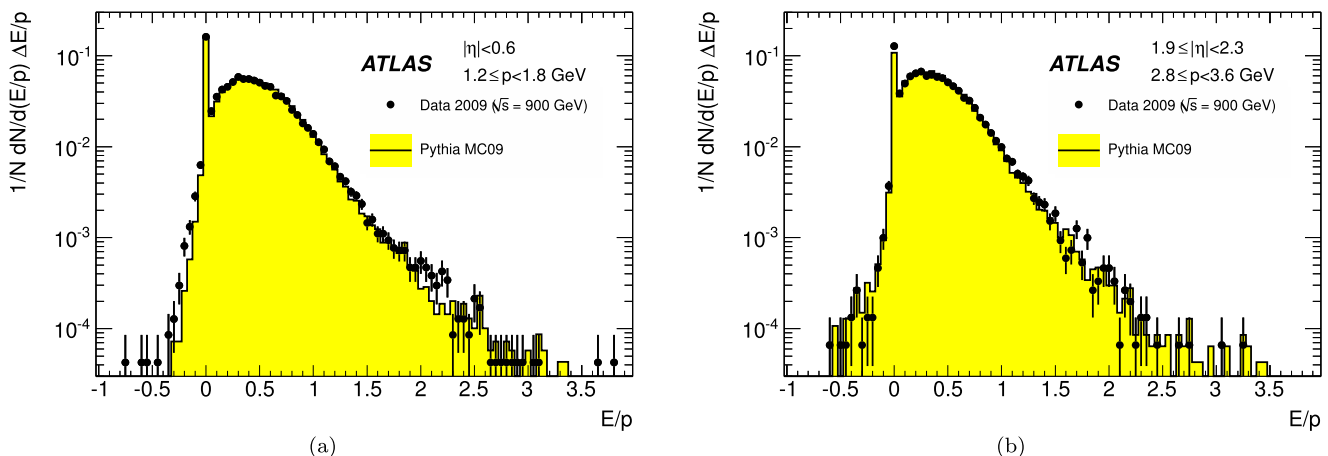 1/N dN/d(E/p) ΔE/p
10⁻¹
10⁻²
10⁻³
10⁻⁴
ATLAS
|η|<0.6
1.2≤p<1.8 GeV
Data 2009 (√s = 900 GeV)
Pythia MC09
-1 -0.5 0 0.5 1 1.5 2 2.5 3 3.5
E/p
(a)
1/N dN/d(E/p) ΔE/p
10⁻¹
10⁻²
10⁻³
10⁻⁴
ATLAS
1.9≤|η|<2.3
2.8≤p<3.6 GeV
Data 2009 (√s = 900 GeV)
Pythia MC09
-1 -0.5 0 0.5 1 1.5 2 2.5 3 3.5
E/p
(b)